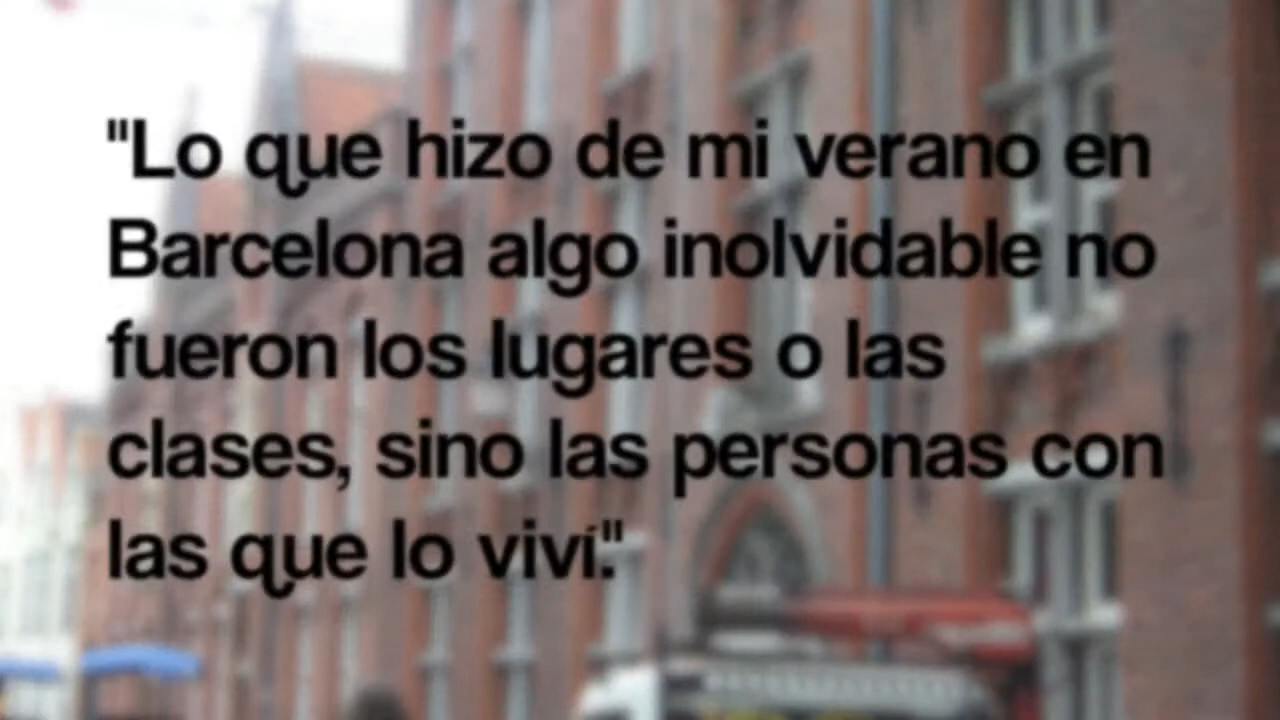 "Lo que hizo de mi verano en
Barcelona algo inolvidable no
fueron los lugares o las
clases, sino las personas con
las que lo viví."